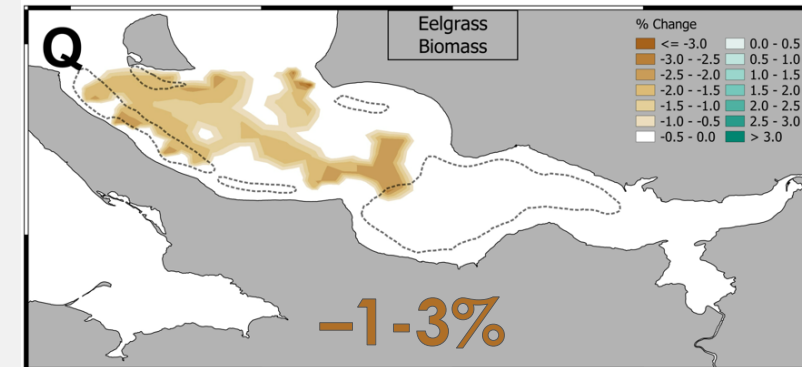 Q
Eelgrass
Biomass
% Change
<= -3.0
-3.0 - -2.5
-2.5 - -2.0
-2.0 - -1.5
-1.5 - -1.0
-1.0 - -0.5
-0.5 - 0.0
0.0 - 0.5
0.5 - 1.0
1.0 - 1.5
1.5 - 2.0
2.0 - 2.5
2.5 - 3.0
> 3.0
–1-3%